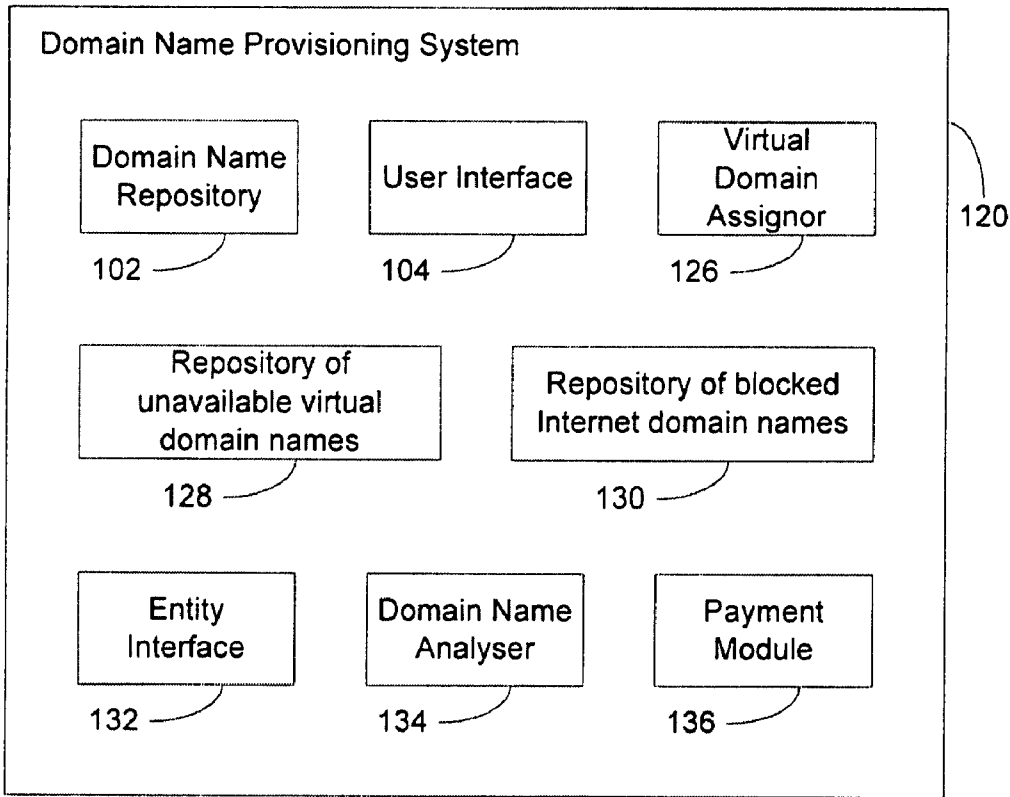 Domain Name Provisioning System
Domain Name
Repository
102
User Interface
104
Virtual
Domain
Assignor
126
120
Repository of
unavailable virtual
domain names
128
Repository of blocked
Internet domain names
130
Entity
Interface
132
Domain Name
Analyser
134
Payment
Module
136